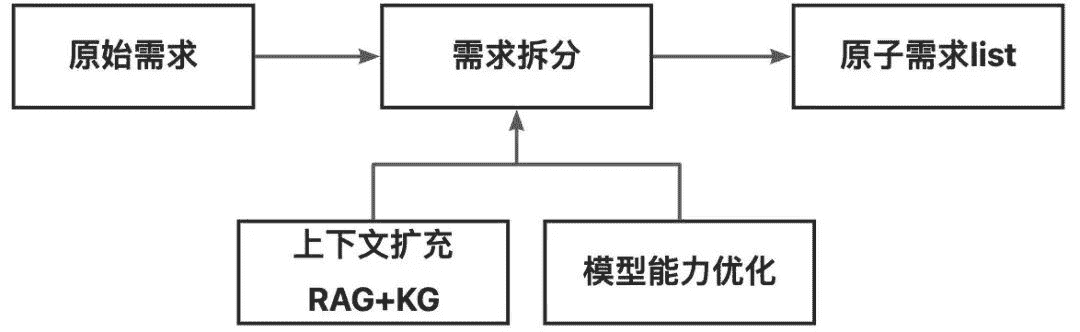 原始需求
需求拆分
原子需求list
上下文扩充
RAG+KG
模型能力优化